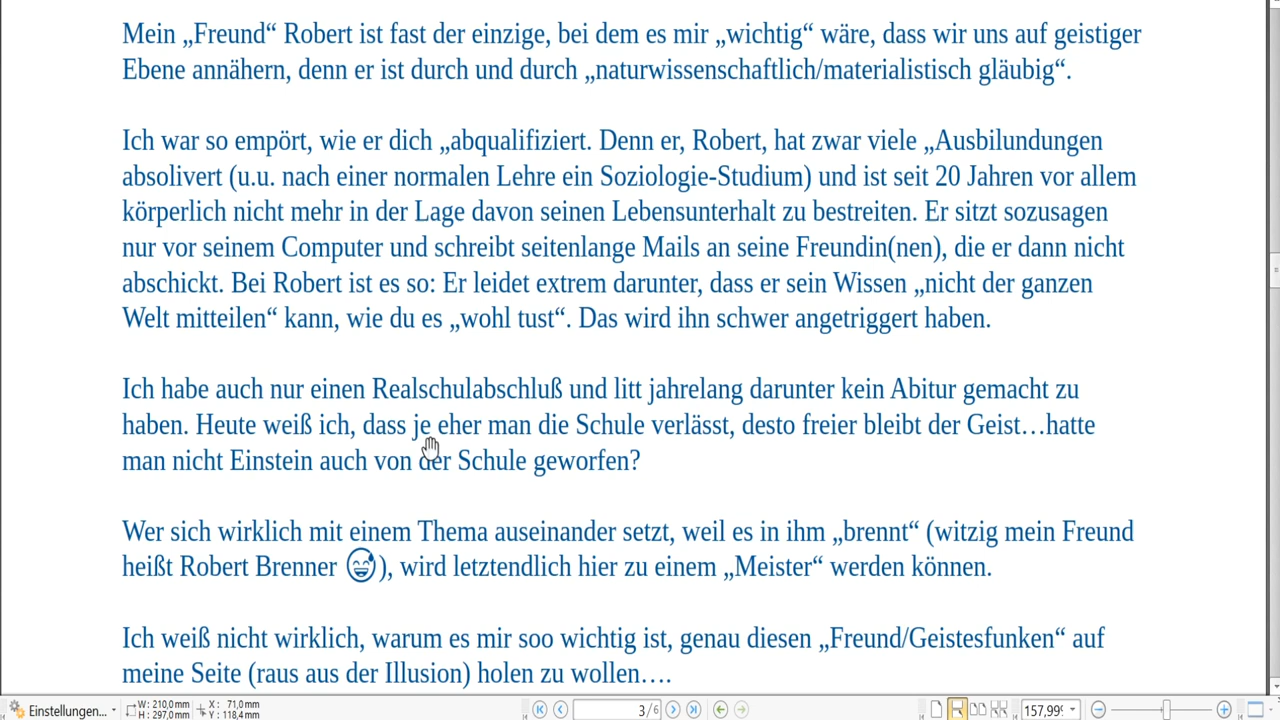 Mein „Freund“ Robert ist fast der einzige, bei dem es mir „wichtig“ wäre, dass wir uns auf geistiger
Ebene annähern, denn er ist durch und durch „naturwissenschaftlich/materialistisch gläubig“.
Ich war so empört, wie er dich „abqualifiziert. Denn er, Robert, hat zwar viele „Ausbilundungen
absolivert (u.u. nach einer normalen Lehre ein Soziologie-Studium) und ist seit 20 Jahren vor allem
körperlich nicht mehr in der Lage davon seinen Lebensunterhalt zu bestreiten. Er sitzt sozusagen
nur vor seinem Computer und schreibt seitenlange Mails an seine Freundin(nen), die er dann nicht
abschickt. Bei Robert ist es so: Er leidet extrem darunter, dass er sein Wissen „nicht der ganzen
Welt mitteilen“ kann, wie du es „wohl tust“. Das wird ihn schwer angetriggert haben.
Ich habe auch nur einen Realschulabschluß und litt jahrelang darunter kein Abitur gemacht zu
haben. Heute weiß ich, dass je eher man die Schule verlässt, desto freier bleibt der Geist…hatte
man nicht Einstein auch von der Schule geworfen?
Wer sich wirklich mit einem Thema auseinander setzt, weil es in ihm „brennt“ (witzig mein Freund
heißt Robert Brenner 😅), wird letztendlich hier zu einem „Meister“ werden können.
Ich weiß nicht wirklich, warum es mir soo wichtig ist, genau diesen „Freund/Geistesfunken“ auf
meine Seite (raus aus der Illusion) holen zu wollen….
Einstellungen... W: 210,0mm X: 71,0mm 3/6 157,99%
H: 297,0mm Y: 118,4mm